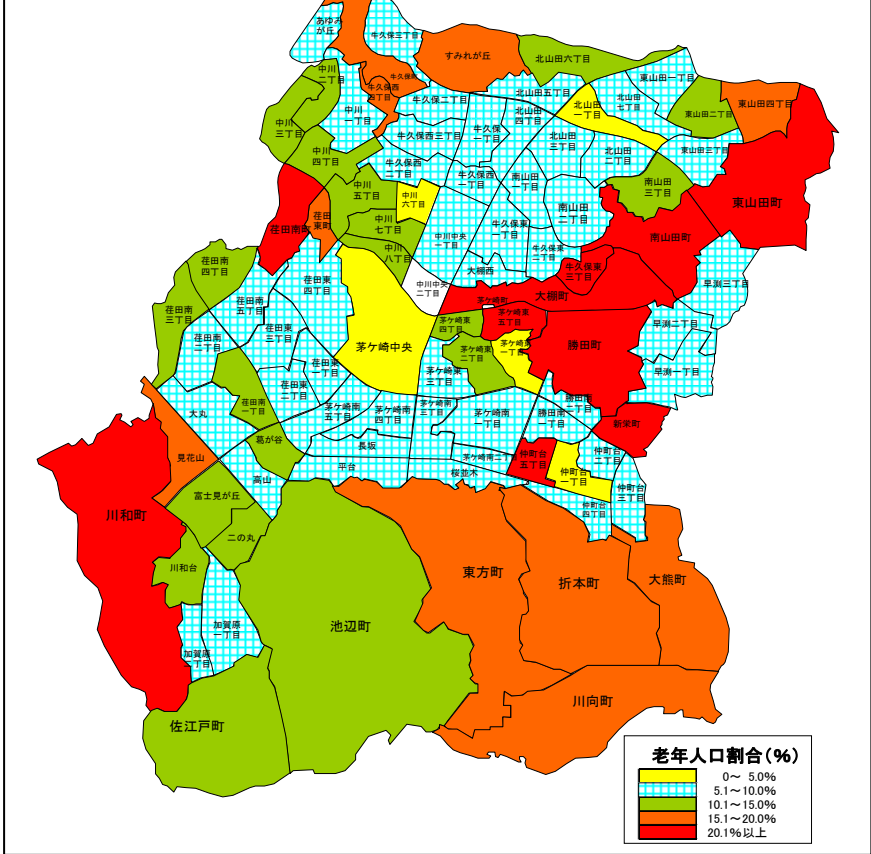 あゆみ
が丘
牛久保三丁目
すみれが丘
北山田六丁目
中川
二丁目
牛久保町
牛久保西
四丁目
北山田五丁目
東山田一丁目
牛久保二丁目
北山田
一丁目
北山田
七丁目
東山田四丁目
中川
一丁目
北山田
四丁目
東山田二丁目
中川
三丁目
牛久保西三丁目
牛久保
一丁目
北山田
三丁目
東山田三丁目
北山田
二丁目
中川
四丁目
牛久保西
二丁目
牛久保西
一丁目
南山田
一丁目
南山田
三丁目
中川
五丁目
中川
六丁目
東山田町
南山田
二丁目
荏田
東町
荏田南町
中川
七丁目
牛久保東
一丁目
中川中央
一丁目
南山田町
荏田南
四丁目
中川
八丁目
牛久保東
二丁目
大棚西
牛久保東
三丁目
早渕三丁目
荏田東
四丁目
中川中央
二丁目
大棚町
茅ケ崎町
荏田南
五丁目
荏田南
三丁目
茅ケ崎東
五丁目
茅ケ崎東
四丁目
早渕二丁目
荏田東
三丁目
荏田南
二丁目
茅ケ崎中央
茅ケ崎東
一丁目
勝田町
茅ケ崎東
二丁目
荏田東
一丁目
茅ケ崎東
三丁目
早渕一丁目
荏田東
二丁目
荏田南
一丁目
大丸
茅ケ崎南
五丁目
茅ケ崎南
四丁目
茅ケ崎南
三丁目
茅ケ崎南
一丁目
勝田南
二丁目
勝田南
一丁目
新栄町
葛が谷
長坂
見花山
茅ケ崎南二丁目
仲町台
五丁目
仲町台
二丁目
平台
桜並木
仲町台
一丁目
高山
富士見が丘
仲町台
三丁目
仲町台
四丁目
川和町
二の丸
川和台
東方町
折本町
大熊町
加賀原
一丁目
池辺町
加賀原
二丁目
川向町
佐江戸町
老年人口割合(%)
0～ 5.0%
5.1～10.0%
10.1～15.0%
15.1～20.0%
20.1%以上